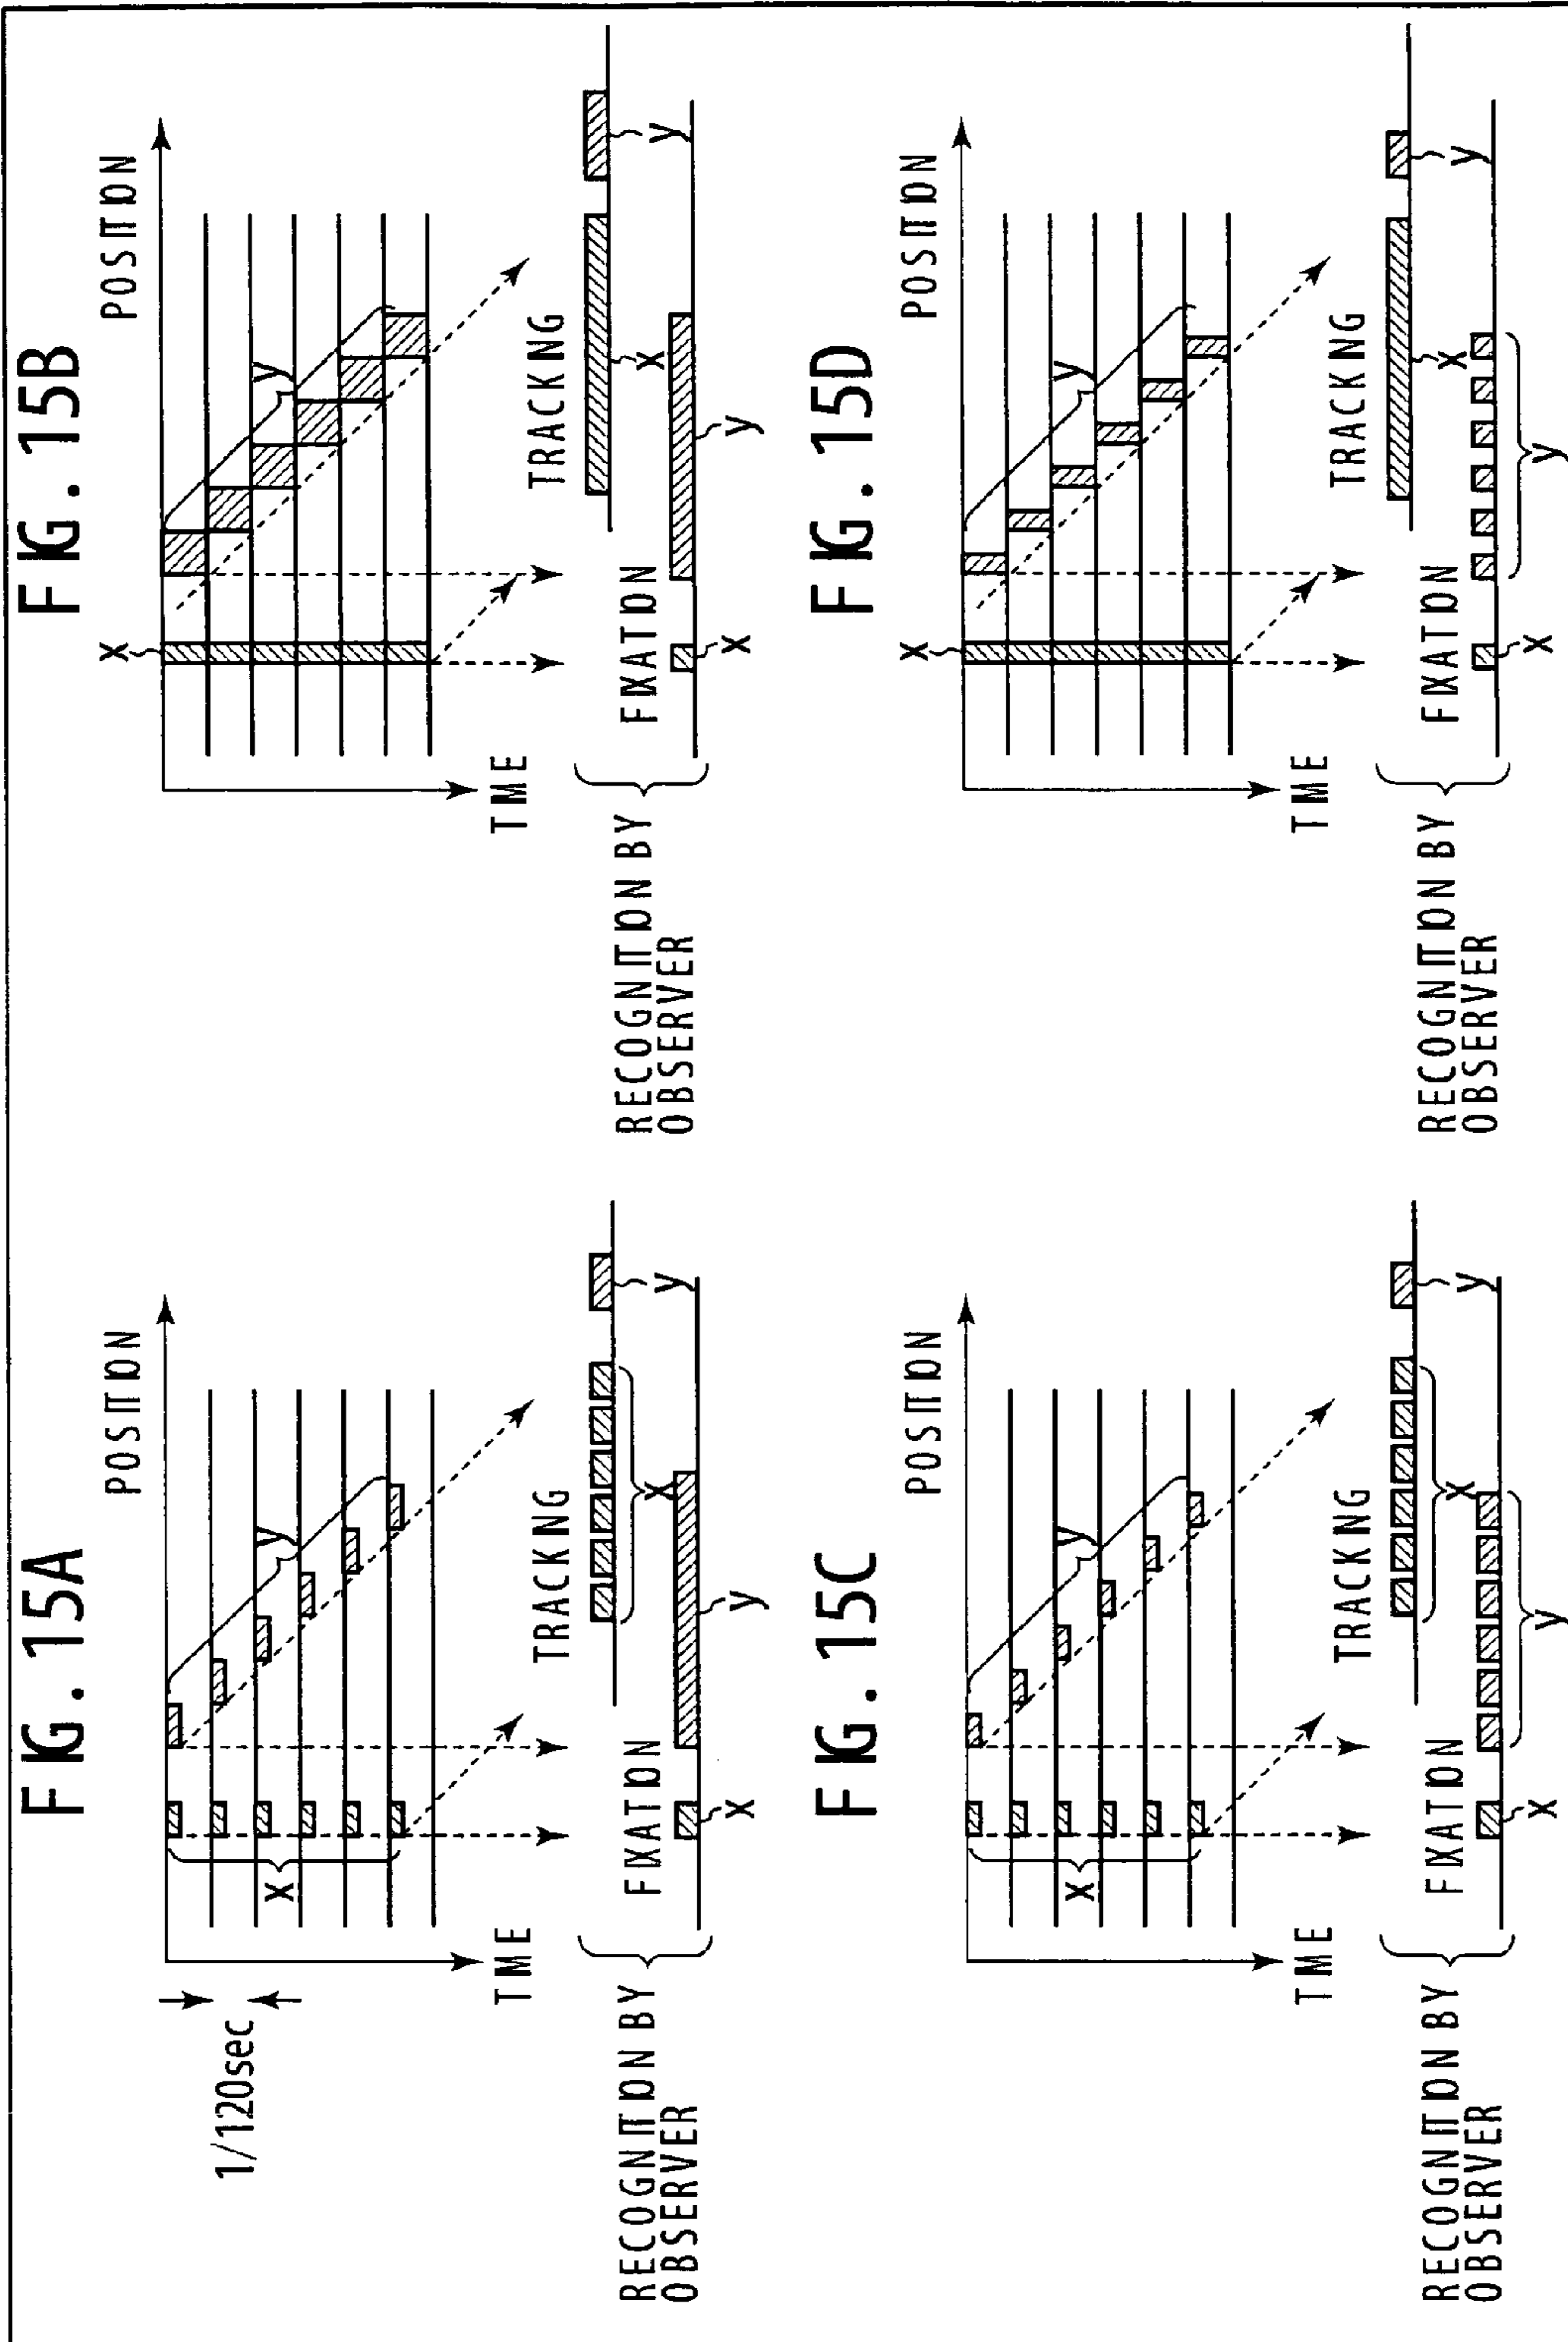 FIG. 15A
POSITION
1/120sec
x
y
TIME
TRACKING
x
y
FIXATION
x
y
RECOGNITION BY
OBSERVER
FIG. 15B
POSITION
x
y
TIME
TRACKING
x
y
FIXATION
x
y
RECOGNITION BY
OBSERVER
FIG. 15C
POSITION
x
y
TIME
TRACKING
x
y
FIXATION
x
y
RECOGNITION BY
OBSERVER
FIG. 15D
POSITION
x
y
TIME
TRACKING
x
y
FIXATION
x
y
RECOGNITION BY
OBSERVER